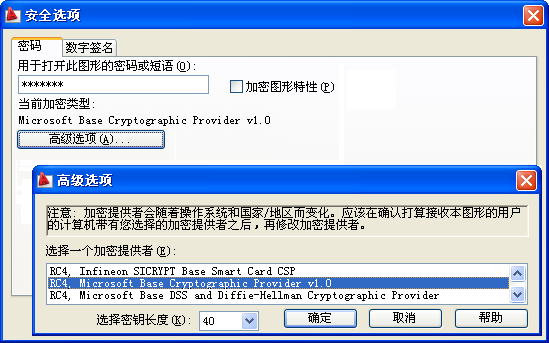 安全选项
密码
数字签名
用于打开此图形的密码或短语(O):
*******
加密图形特性(P)
当前加密类型:
Microsoft Base Cryptographic Provider v1.0
高级选项(A)...
高级选项
注意: 加密提供者会随着操作系统和国家/地区而变化。应该在确认打算接收本图形的用户
的计算机带有您选择的加密提供者之后，再修改加密提供者。
选择一个加密提供者(E):
RC4, Infineon SICRYPT Base Smart Card CSP
RC4, Microsoft Base Cryptographic Provider v1.0
RC4, Microsoft Base DSS and Diffie-Hellman Cryptographic Provider
选择密钥长度(K):
40
确定
取消
帮助